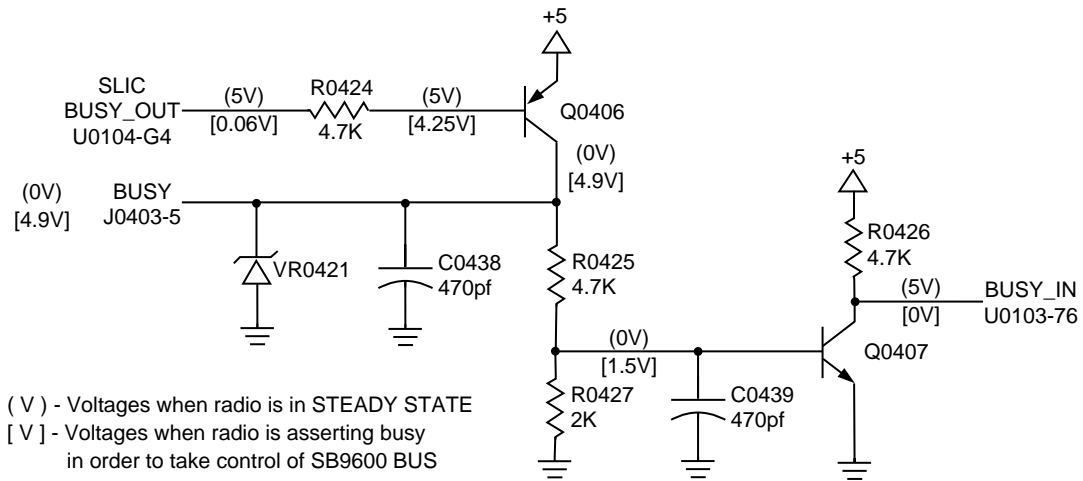 +5
SLIC
BUSY_OUT
U0104-G4
(5V)
[0.06V]
R0424
4.7K
(5V)
[4.25V]
Q0406
(0V)
[4.9V]
(0V)
[4.9V]
BUSY
J0403-5
VR0421
C0438
470pf
R0425
4.7K
+5
R0426
4.7K
(5V)
[0V]
BUSY_IN
U0103-76
(0V)
[1.5V]
Q0407
R0427
2K
C0439
470pf
( V ) - Voltages when radio is in STEADY STATE
[ V ] - Voltages when radio is asserting busy
in order to take control of SB9600 BUS